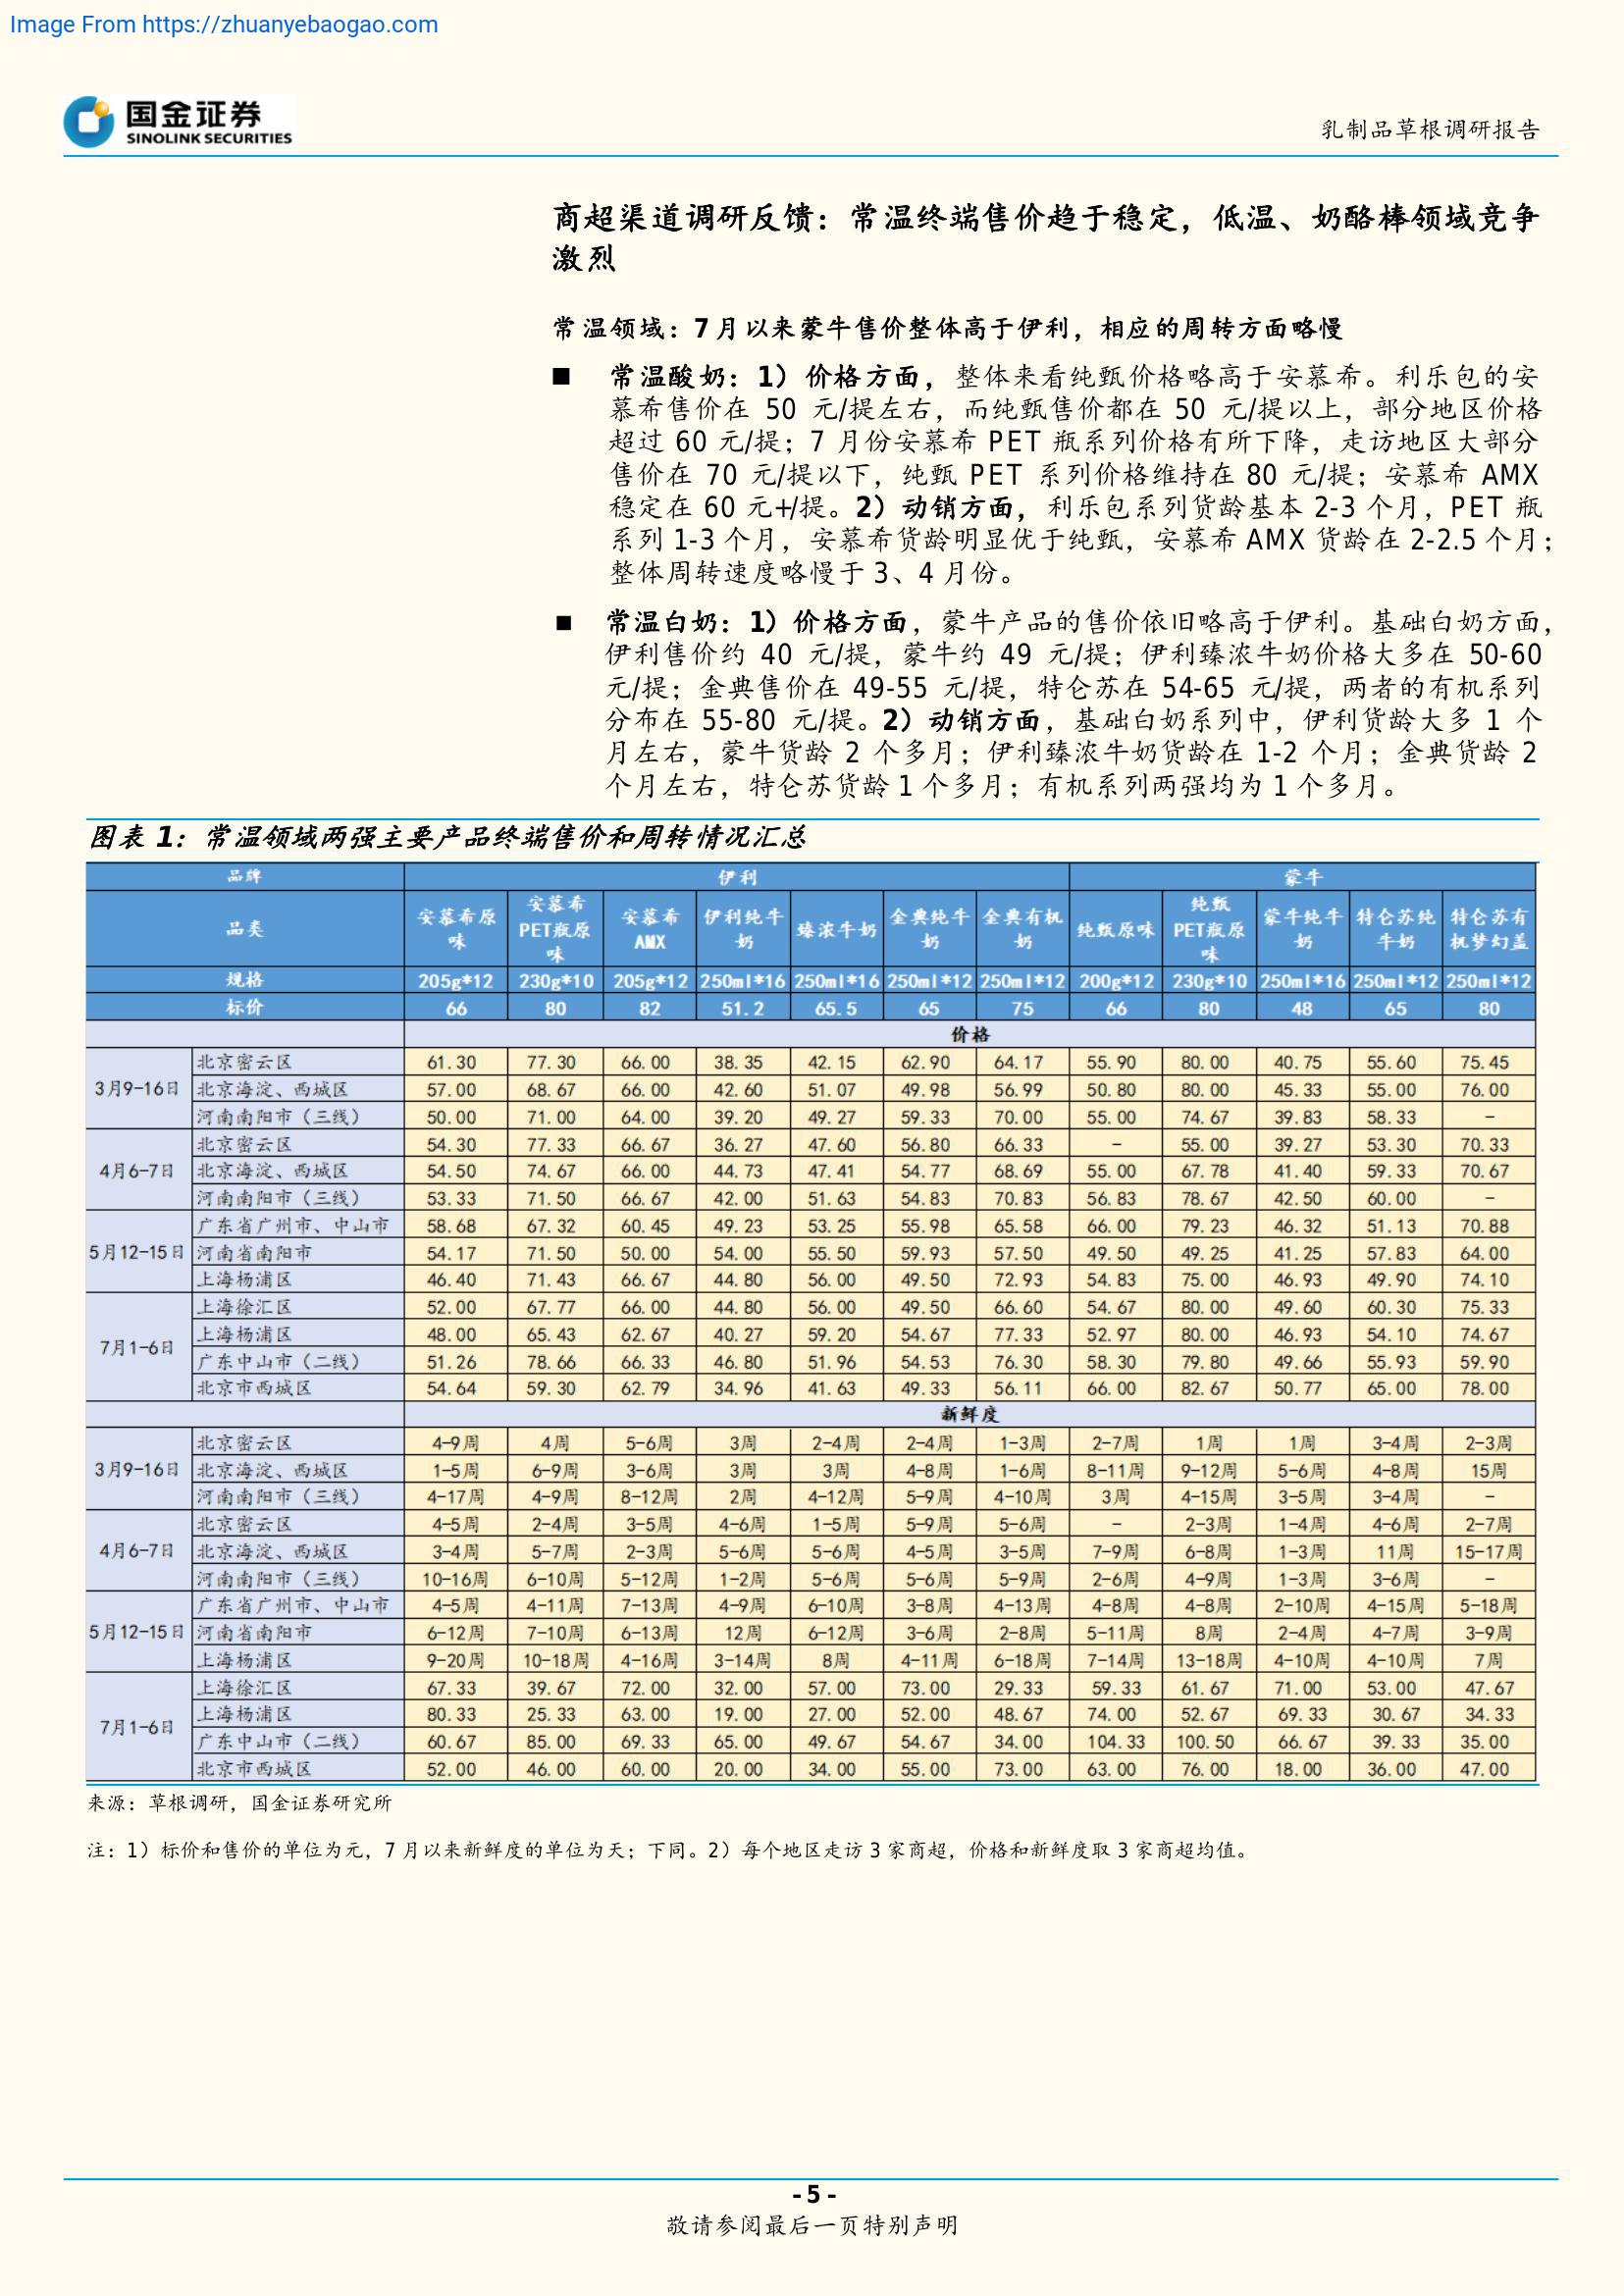 Image From https://zhuanyebaogao.com
国金证券
SINOLINK SECURITIES
乳制品草根调研报告
商超渠道调研反馈：常温终端售价趋于稳定，低温、奶酪棒领域竞争
激烈
常温领域：7月以来蒙牛售价整体高于伊利，相应的周转方面略慢
■ 常温酸奶：1）价格方面，整体来看纯甄价格略高于安慕希。利乐包的安
慕希售价在 50 元/提左右，而纯甄售价都在 50 元/提以上，部分地区价格
超过 60 元/提；7 月份安慕希 PET 瓶系列价格有所下降，走访地区大部分
售价在 70 元/提以下，纯甄 PET 系列价格维持在 80 元/提；安慕希 AMX
稳定在 60 元+/提。2）动销方面，利乐包系列货龄基本 2-3 个月，PET 瓶
系列 1-3 个月，安慕希货龄明显优于纯甄，安慕希 AMX 货龄在 2-2.5 个月；
整体周转速度略慢于 3、4 月份。
■ 常温白奶：1）价格方面，蒙牛产品的售价依旧略高于伊利。基础白奶方面，
伊利售价约 40 元/提，蒙牛约 49 元/提；伊利臻浓牛奶价格大多在 50-60
元/提；金典售价在 49-55 元/提，特仑苏在 54-65 元/提，两者的有机系列
分布在 55-80 元/提。2）动销方面，基础白奶系列中，伊利货龄大多 1 个
月左右，蒙牛货龄 2 个多月；伊利臻浓牛奶货龄在 1-2 个月；金典货龄 2
个月左右，特仑苏货龄 1 个多月；有机系列两强均为 1 个多月。
图表 1：常温领域两强主要产品终端售价和周转情况汇总
品牌 伊利 蒙牛
品类 安慕希原味 安慕希PET瓶原味 安慕希AMX 伊利纯牛奶 臻浓牛奶 金典纯牛奶 金典有机奶 纯甄原味 纯甄PET瓶原味 蒙牛纯牛奶 特仑苏纯牛奶 特仑苏有机梦幻盖
规格 205g*12 230g*10 205g*12 250ml*16 250ml*16 250ml*12 250ml*12 200g*12 230g*10 250ml*16 250ml*12 250ml*12
标价 66 80 82 51.2 65.5 65 75 66 80 48 65 80
价格
3月9-16日 北京密云区 61.30 77.30 66.00 38.35 42.15 62.90 64.17 55.90 80.00 40.75 55.60 75.45
北京海淀、西城区 57.00 68.67 66.00 42.60 51.07 49.98 56.99 50.80 80.00 45.33 55.00 76.00
河南南阳市（三线） 50.00 71.00 64.00 39.20 49.27 59.33 70.00 55.00 74.67 39.83 58.33 -
4月6-7日 北京密云区 54.30 77.33 66.67 36.27 47.60 56.80 66.33 - 55.00 39.27 53.30 70.33
北京海淀、西城区 54.50 74.67 66.00 44.73 47.41 54.77 68.69 55.00 67.78 41.40 59.33 70.67
河南南阳市（三线） 53.33 71.50 66.67 42.00 51.63 54.83 70.83 56.83 78.67 42.50 60.00 -
5月12-15日 广东省广州市、中山市 58.68 67.32 60.45 49.23 53.25 55.98 65.58 66.00 79.23 46.32 51.13 70.88
河南省南阳市 54.17 71.50 50.00 54.00 55.50 59.93 57.50 49.50 49.25 41.25 57.83 64.00
上海杨浦区 46.40 71.43 66.67 44.80 56.00 49.50 72.93 54.83 75.00 46.93 49.90 74.10
7月1-6日 上海徐汇区 52.00 67.77 66.00 44.80 56.00 49.50 66.60 54.67 80.00 49.60 60.30 75.33
上海杨浦区 48.00 65.43 62.67 40.27 59.20 54.67 77.33 52.97 80.00 46.93 54.10 74.67
广东中山市（二线） 51.26 78.66 66.33 46.80 51.96 54.53 76.30 58.30 79.80 49.66 55.93 59.90
北京市西城区 54.64 59.30 62.79 34.96 41.63 49.33 56.11 66.00 82.67 50.77 65.00 78.00
新鲜度
3月9-16日 北京密云区 4-9周 4周 5-6周 3周 2-4周 2-4周 1-3周 2-7周 1周 1周 3-4周 2-3周
北京海淀、西城区 1-5周 6-9周 3-6周 3周 3周 4-8周 1-6周 8-11周 9-12周 5-6周 4-8周 15周
河南南阳市（三线） 4-17周 4-9周 8-12周 2周 4-12周 5-9周 4-10周 3周 4-15周 3-5周 3-4周 -
4月6-7日 北京密云区 4-5周 2-4周 3-5周 4-6周 1-5周 5-9周 5-6周 - 2-3周 1-4周 4-6周 2-7周
北京海淀、西城区 3-4周 5-7周 2-3周 5-6周 5-6周 4-5周 3-5周 7-9周 6-8周 1-3周 11周 15-17周
河南南阳市（三线） 10-16周 6-10周 5-12周 1-2周 5-6周 5-6周 5-9周 2-6周 4-9周 1-3周 3-6周 -
5月12-15日 广东省广州市、中山市 4-5周 4-11周 7-13周 4-9周 6-10周 3-8周 4-13周 4-8周 4-8周 2-10周 4-15周 5-18周
河南省南阳市 6-12周 7-10周 6-13周 12周 6-12周 3-6周 2-8周 5-11周 8周 2-4周 4-7周 3-9周
上海杨浦区 9-20周 10-18周 4-16周 3-14周 8周 4-11周 6-18周 7-14周 13-18周 4-10周 4-10周 7周
7月1-6日 上海徐汇区 67.33 39.67 72.00 32.00 57.00 73.00 29.33 59.33 61.67 71.00 53.00 47.67
上海杨浦区 80.33 25.33 63.00 19.00 27.00 52.00 48.67 74.00 52.67 69.33 30.67 34.33
广东中山市（二线） 60.67 85.00 69.33 65.00 49.67 54.67 34.00 104.33 100.50 66.67 39.33 35.00
北京市西城区 52.00 46.00 60.00 20.00 34.00 55.00 73.00 63.00 76.00 18.00 36.00 47.00
来源：草根调研，国金证券研究所
注：1）标价和售价的单位为元，7 月以来新鲜度的单位为天；下同。2）每个地区走访 3 家商超，价格和新鲜度取 3 家商超均值。
- 5 -
敬请参阅最后一页特别声明